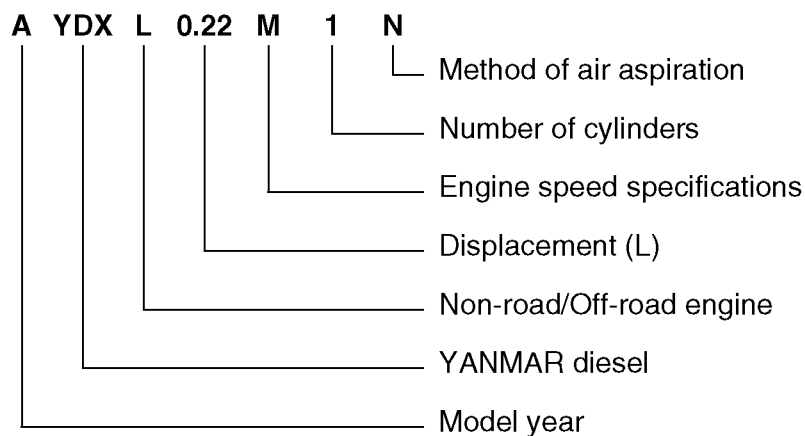 A YDX L 0.22 M 1 N
Method of air aspiration
Number of cylinders
Engine speed specifications
Displacement (L)
Non-road/Off-road engine
YANMAR diesel
Model year